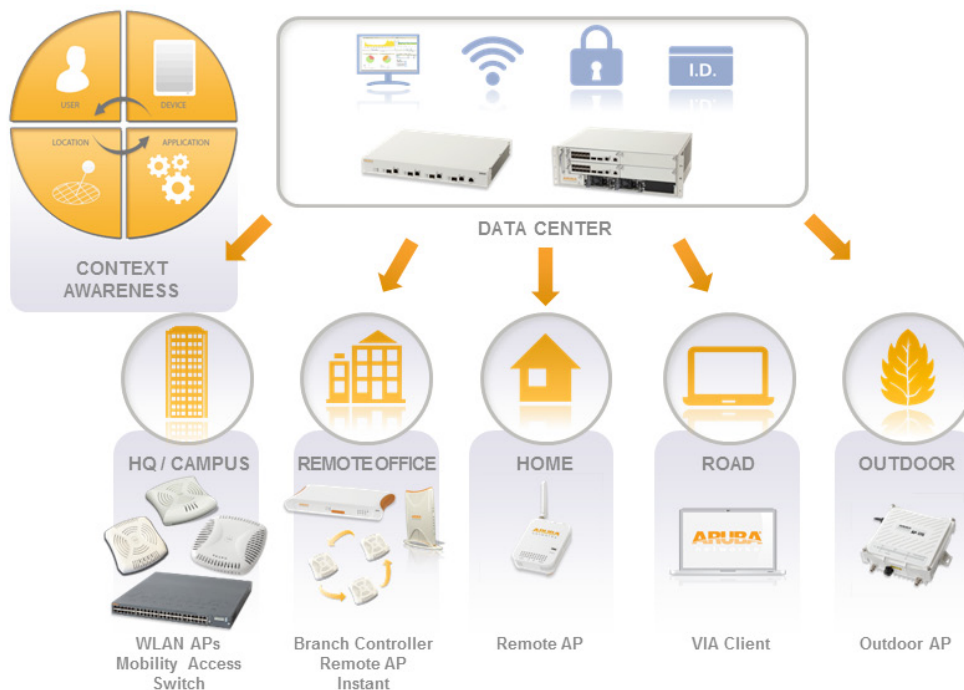 USER
DEVICE
LOCATION
APPLICATION
CONTEXT
AWARENESS
I.D.
DATA CENTER
HQ / CAMPUS
REMOTE OFFICE
HOME
ROAD
OUTDOOR
ARUBA
ARUBA
WLAN APs
Mobility Access
Switch
Branch Controller
Remote AP
Instant
Remote AP
VIA Client
Outdoor AP